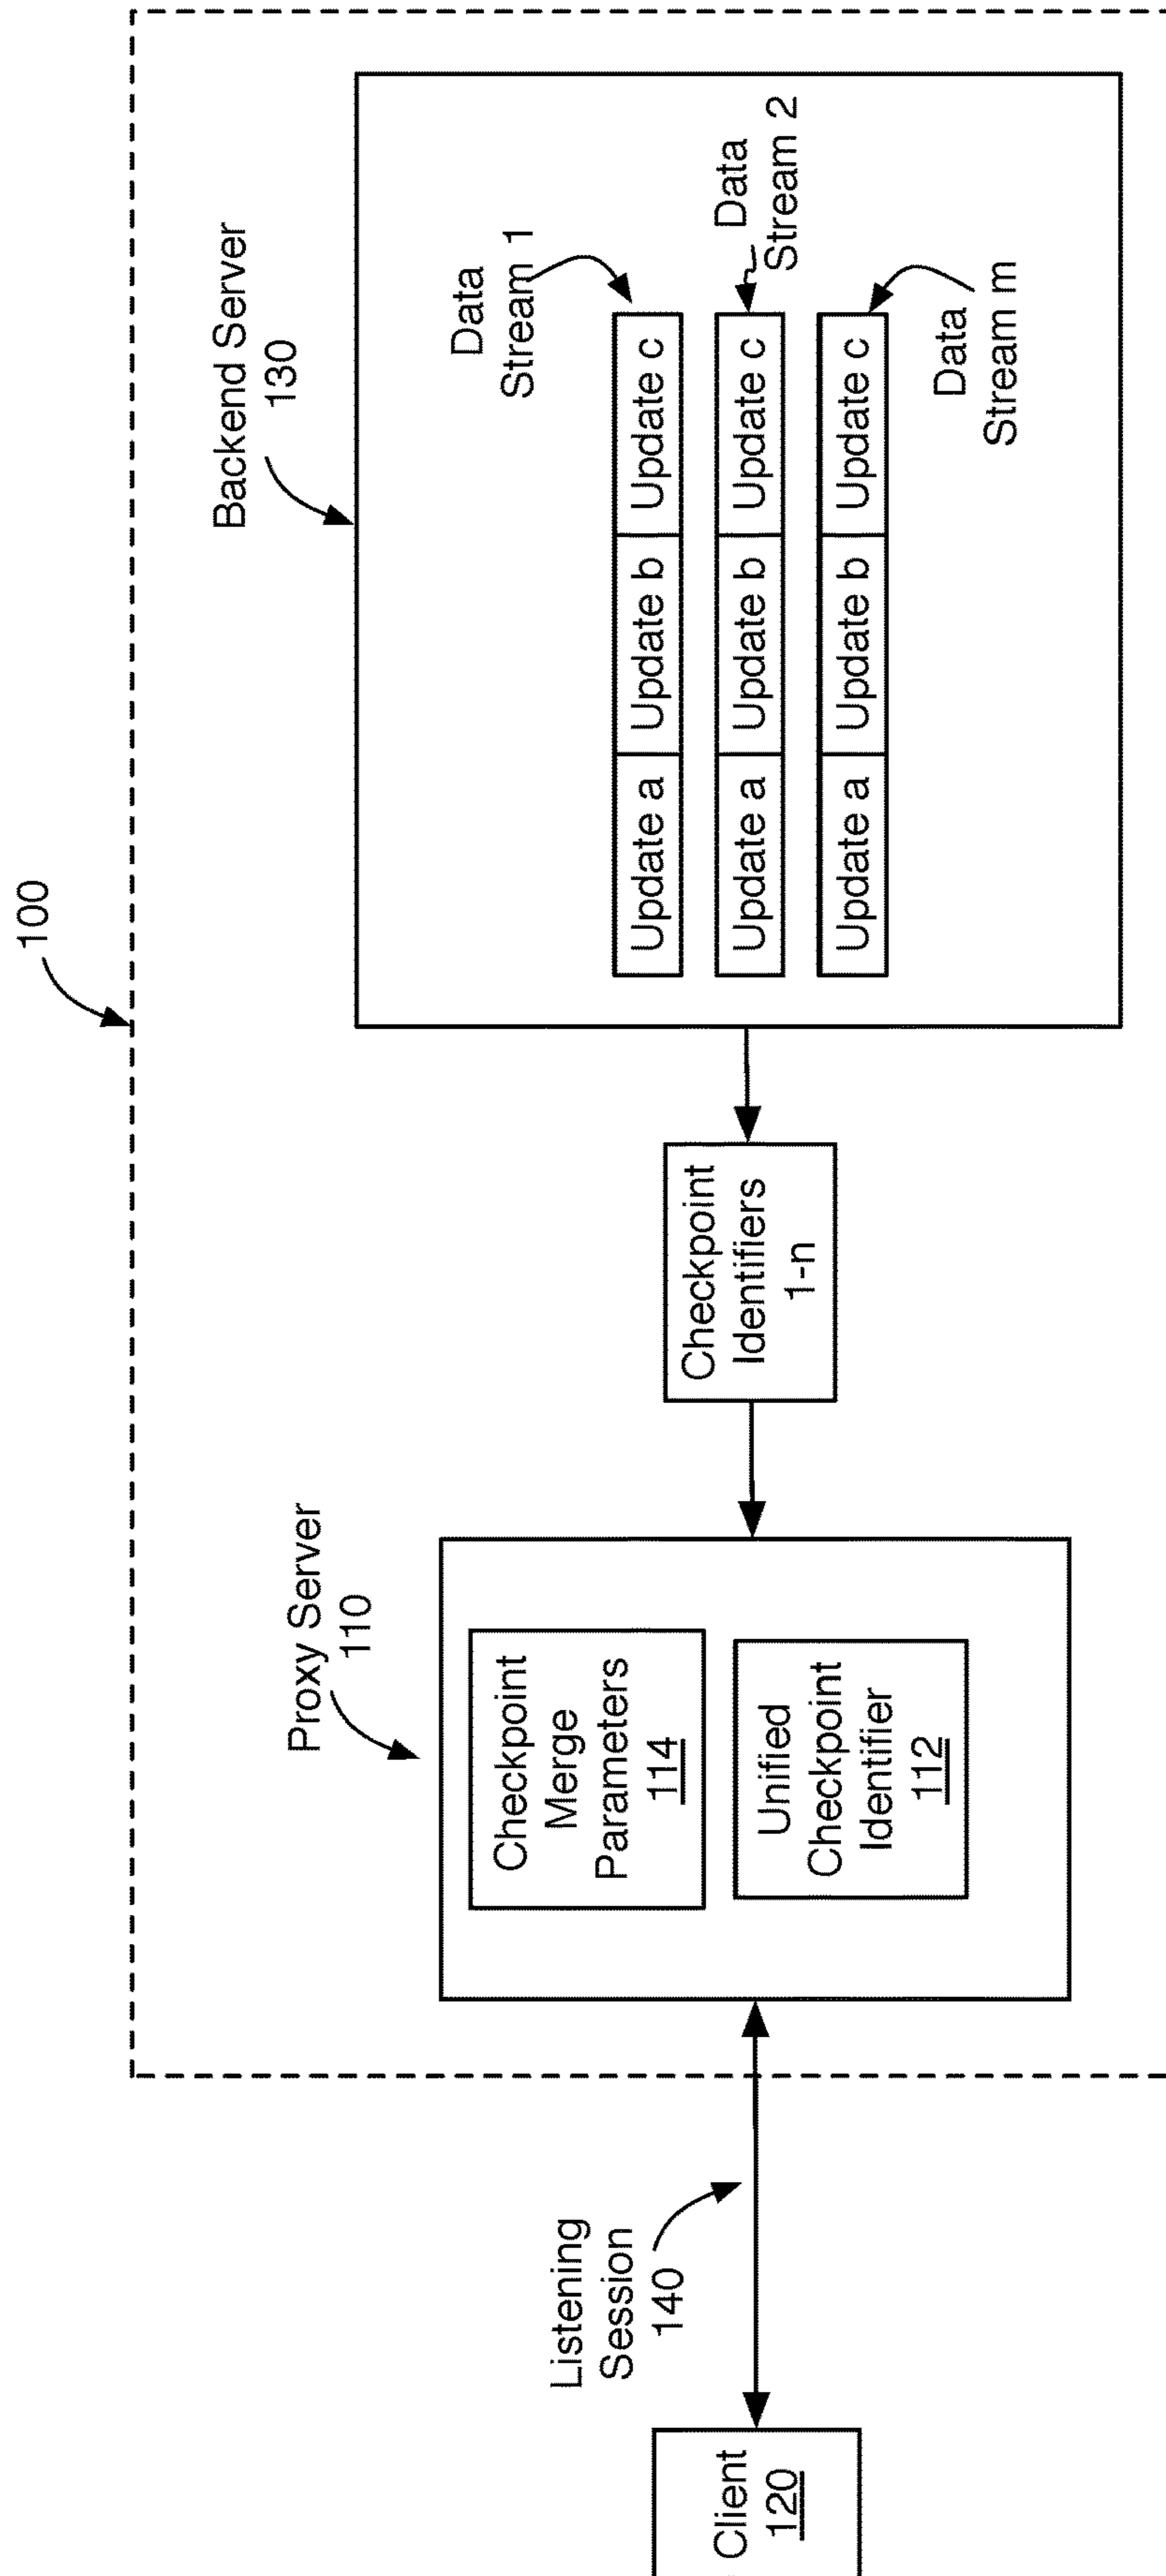 100
Backend Server
130
Data
Stream 1
Update a
Update b
Update c
Data
Stream 2
Update a
Update b
Update c
Update a
Update b
Update c
Data
Stream m
Checkpoint
Identifiers
1-n
Proxy Server
110
Checkpoint
Merge
Parameters
114
Unified
Checkpoint
Identifier
112
Listening
Session
140
Client
120